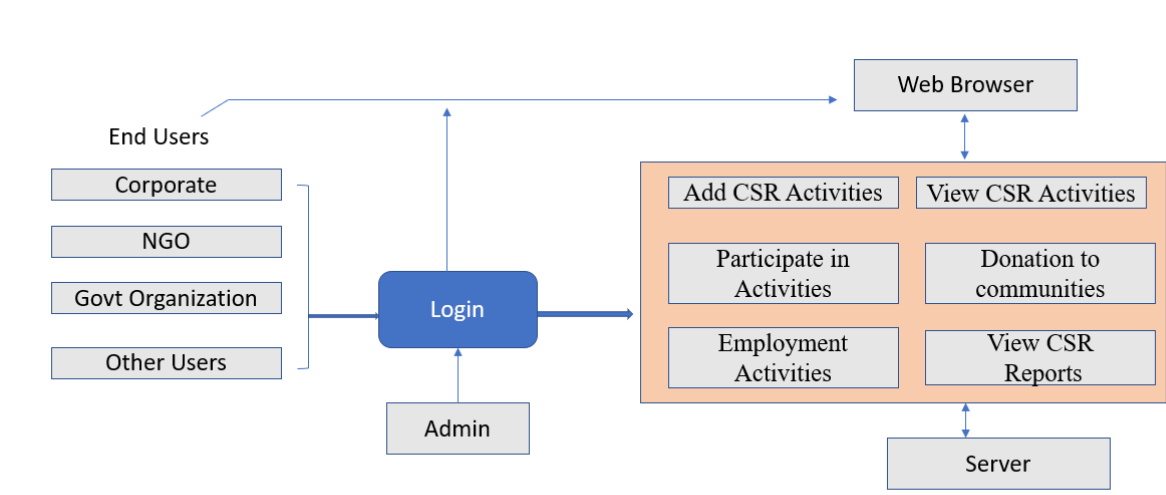 Web Browser
End Users
Corporate
NGO
Govt Organization
Other Users
Login
Admin
Add CSR Activities
View CSR Activities
Participate in
Activities
Donation to
communities
Employment
Activities
View CSR
Reports
Server